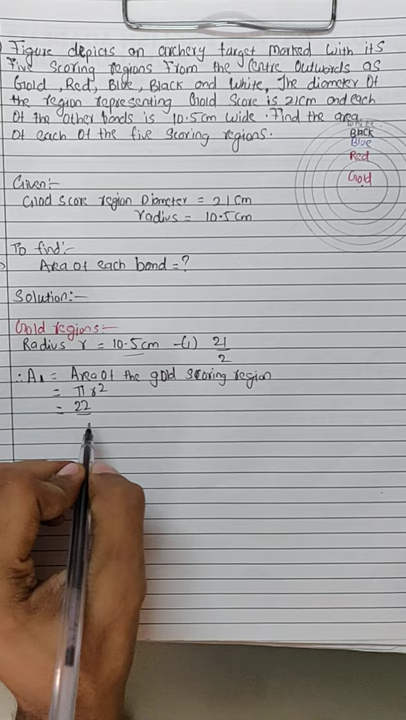 Figure depicts an archery target marked with its
Five Scoring regions From the Centre Outwards as
Gold, Red, Blue, Black and White, The diameter Of
the region representing Gold Score is 21cm and each
Of the other bands is 10.5cm wide. Find the area
Of each Of the five Scoring regions.
Black
Blue
Red
Gold
Given:-
Glod Score region Diameter = 21cm
radius = 10.5cm
To find:-
Area of each bond = ?
Solution:-
Gold regions:-
Radius r = 10.5cm -(1) 21/2
∴ A₁ = Area Of the gold Scoring region
= πr²
= 22